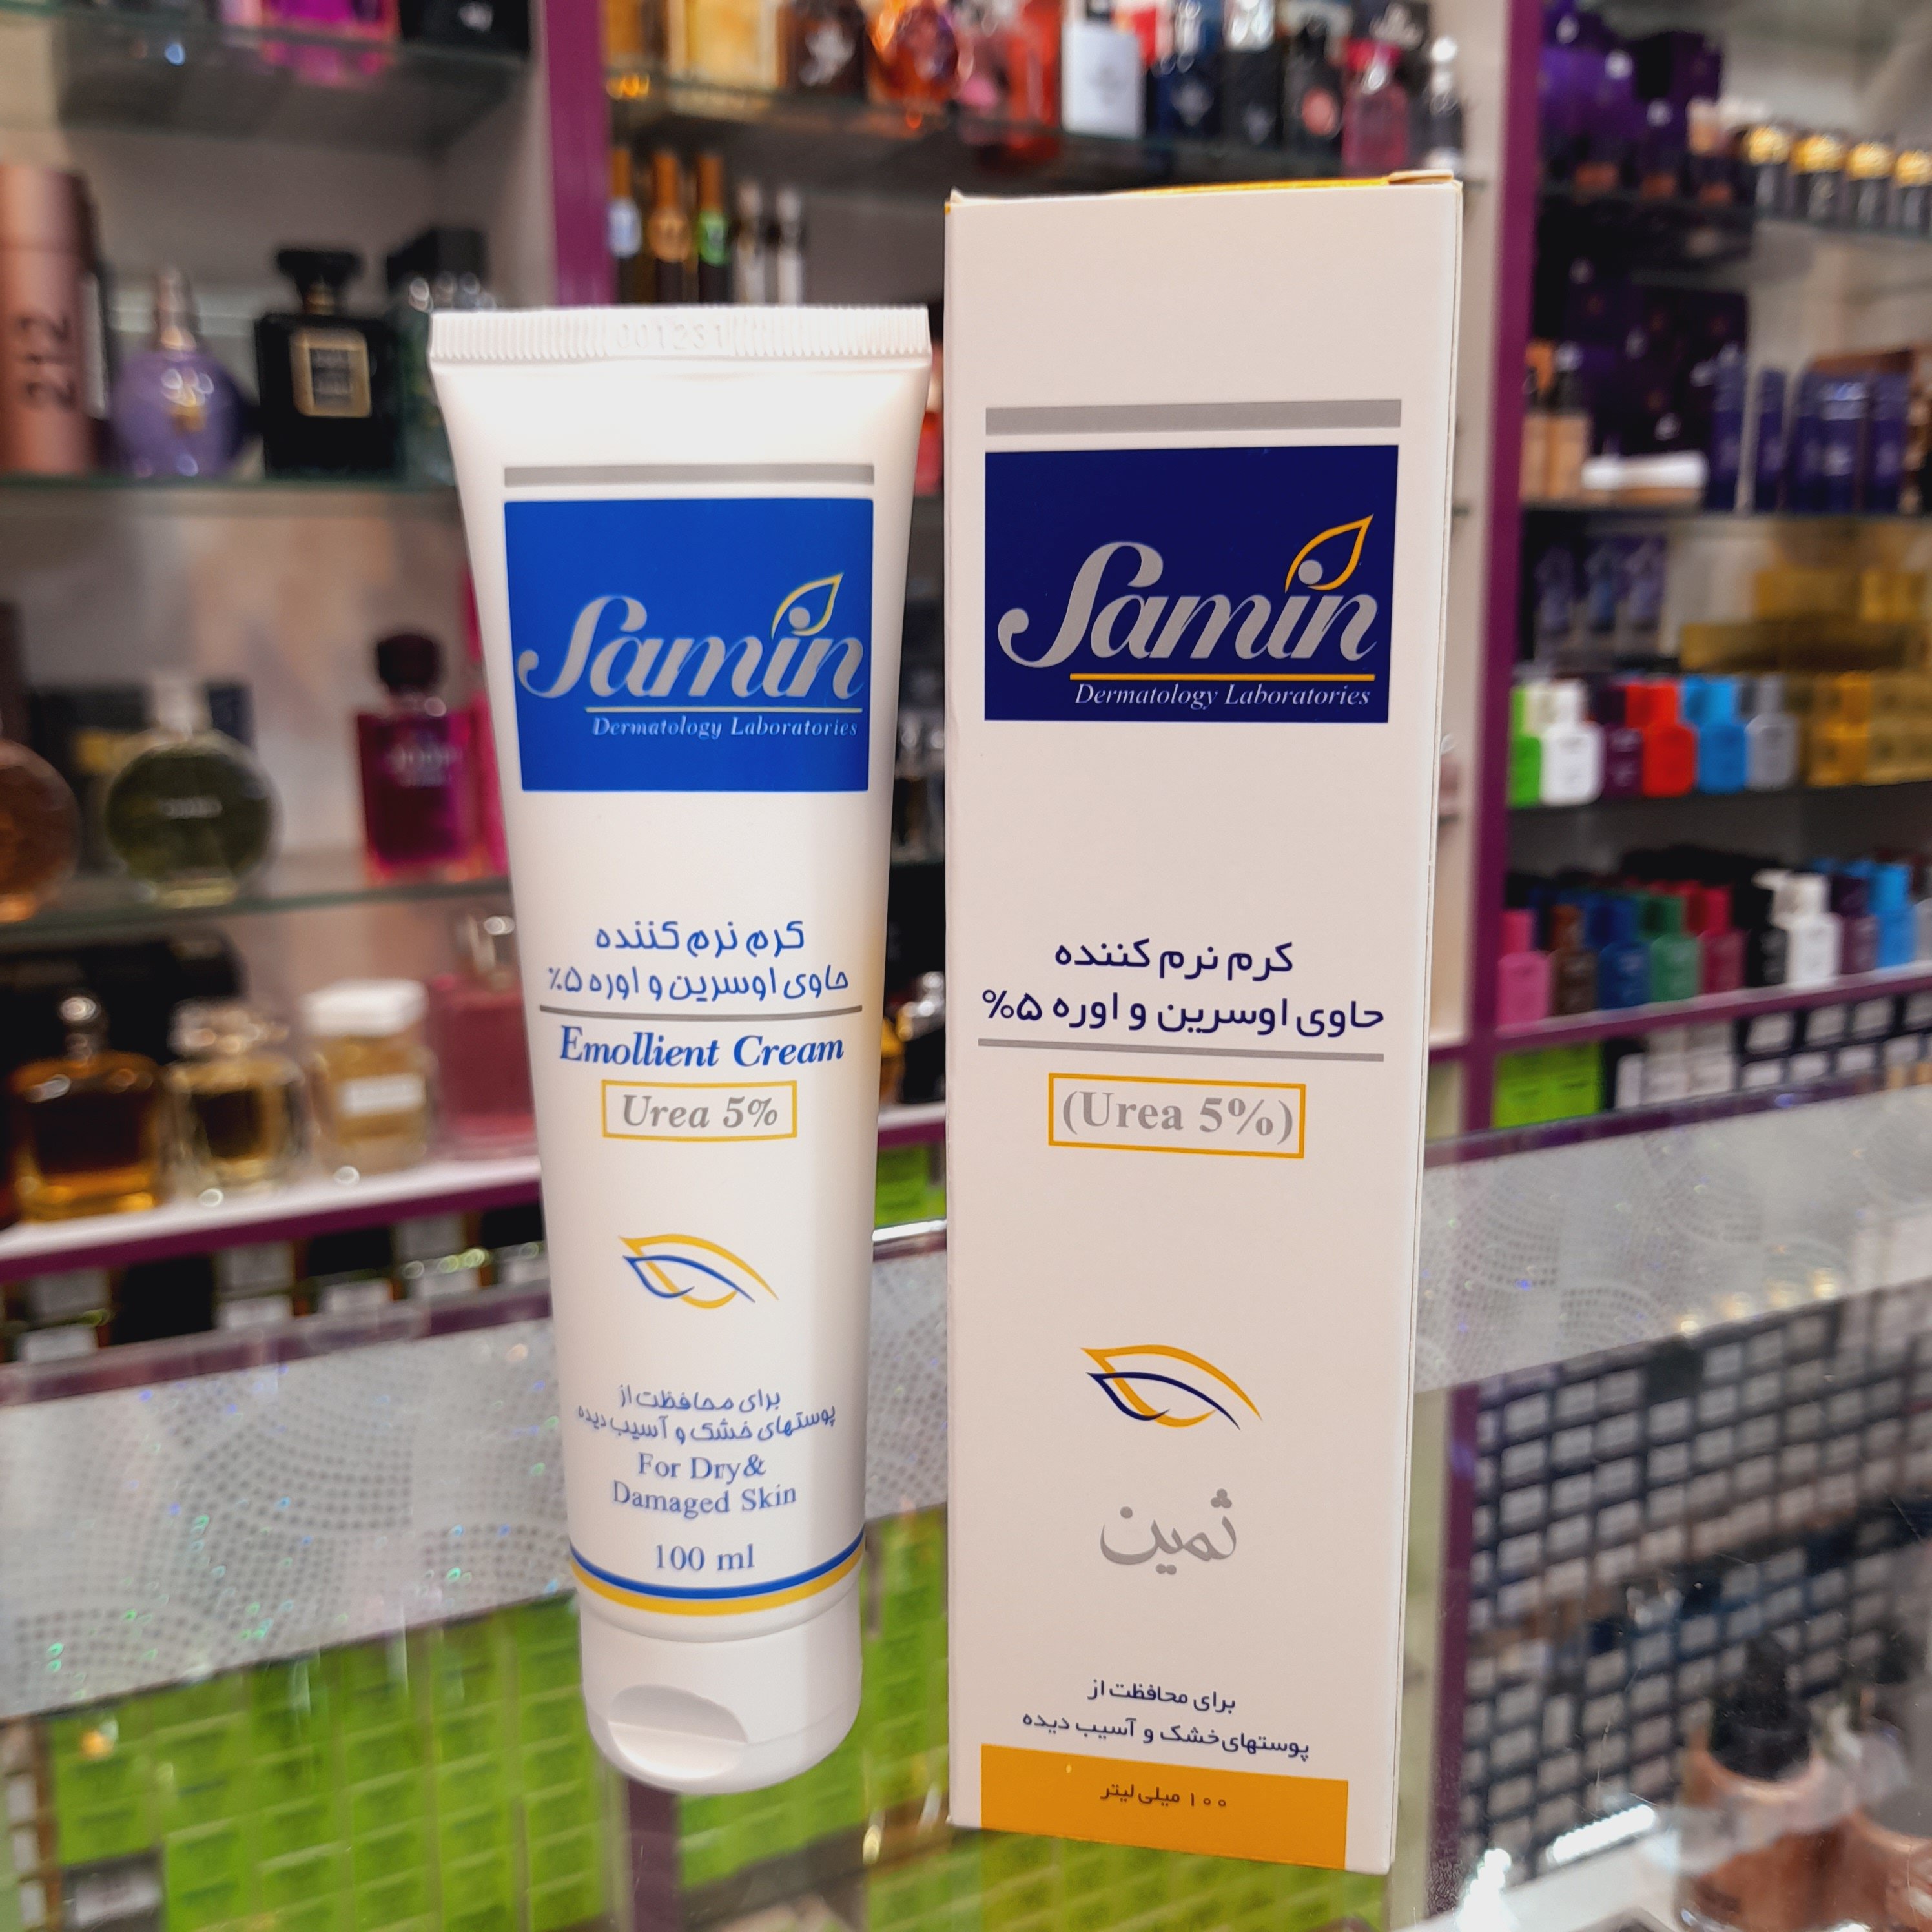 001251
Samin
Dermatology Laboratories
کرم نرم کننده
حاوی اوسرین و اوره ۵٪
Emollient Cream
Urea 5%
برای محافظت از
پوستهای خشک و آسیب دیده
For Dry&
Damaged Skin
100 ml
Samin
Dermatology Laboratories
کرم نرم کننده
حاوی اوسرین و اوره ۵%
(Urea 5%)
ثمین
برای محافظت از
پوستهای خشک و آسیب دیده
۱۰۰ میلی لیتر
212